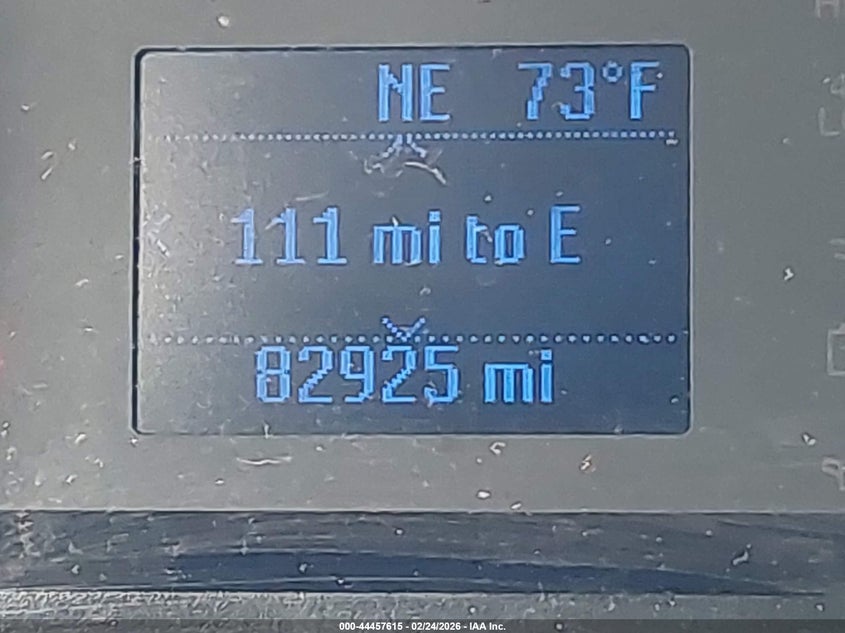 NE 73°F
111 mi to E
82925 mi
000-44457615 - 02/24/2026 - IAA Inc.